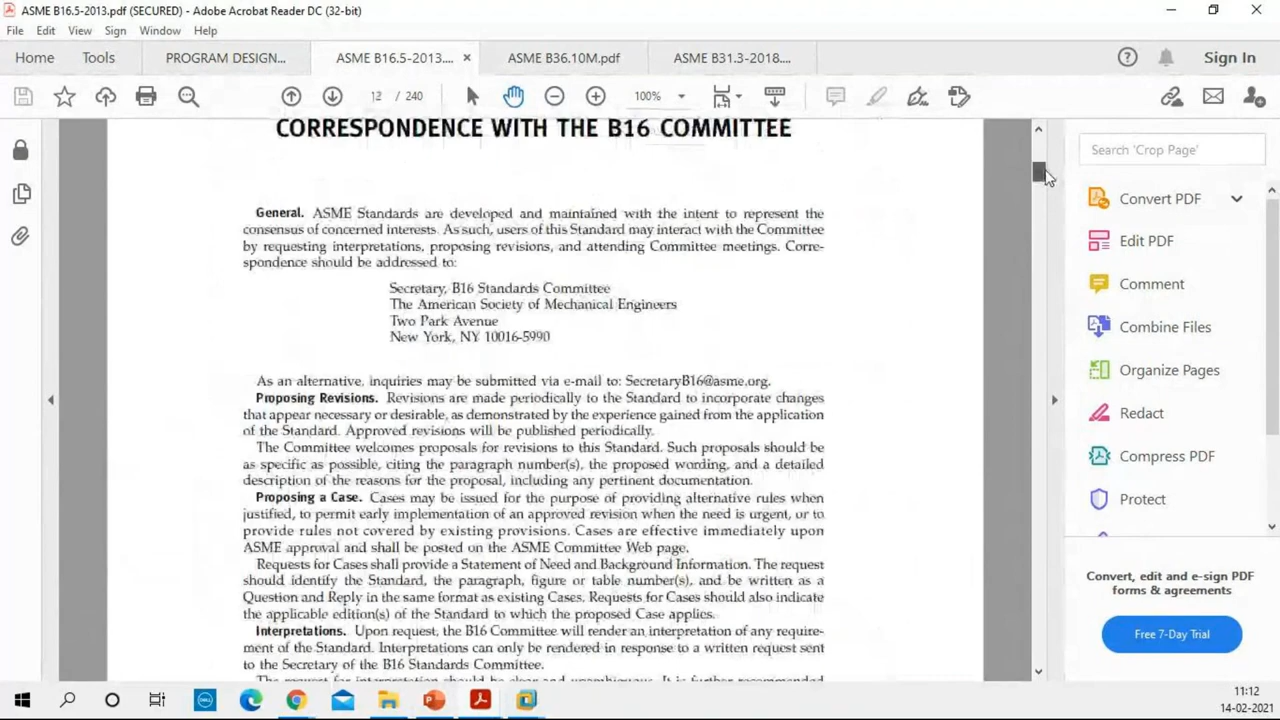 ASME B16.5-2013.pdf (SECURED) - Adobe Acrobat Reader DC (32-bit)
File Edit View Sign Window Help
Home Tools PROGRAM DESIGN... ASME B16.5-2013.... × ASME B36.10M.pdf ASME B31.3-2018.... Sign In
12 / 240 100%
CORRESPONDENCE WITH THE B16 COMMITTEE
General. ASME Standards are developed and maintained with the intent to represent the
consensus of concerned interests. As such, users of this Standard may interact with the Committee
by requesting interpretations, proposing revisions, and attending Committee meetings. Corre-
spondence should be addressed to:
Secretary, B16 Standards Committee
The American Society of Mechanical Engineers
Two Park Avenue
New York, NY 10016-5990
As an alternative, inquiries may be submitted via e-mail to: SecretaryB16@asme.org.
Proposing Revisions. Revisions are made periodically to the Standard to incorporate changes
that appear necessary or desirable, as demonstrated by the experience gained from the application
of the Standard. Approved revisions will be published periodically.
The Committee welcomes proposals for revisions to this Standard. Such proposals should be
as specific as possible, citing the paragraph number(s), the proposed wording, and a detailed
description of the reasons for the proposal, including any pertinent documentation.
Proposing a Case. Cases may be issued for the purpose of providing alternative rules when
justified, to permit early implementation of an approved revision when the need is urgent, or to
provide rules not covered by existing provisions. Cases are effective immediately upon
ASME approval and shall be posted on the ASME Committee Web page.
Requests for Cases shall provide a Statement of Need and Background Information. The request
should identify the Standard, the paragraph, figure or table number(s), and be written as a
Question and Reply in the same format as existing Cases. Requests for Cases should also indicate
the applicable edition(s) of the Standard to which the proposed Case applies.
Interpretations. Upon request, the B16 Committee will render an interpretation of any require-
ment of the Standard. Interpretations can only be rendered in response to a written request sent
to the Secretary of the B16 Standards Committee.
The request for interpretation should be clear and unambiguous. It is further recommended
Search 'Crop Page'
Convert PDF
Edit PDF
Comment
Combine Files
Organize Pages
Redact
Compress PDF
Protect
Convert, edit and e-sign PDF
forms & agreements
Free 7-Day Trial
DELL
11:12
14-02-2021